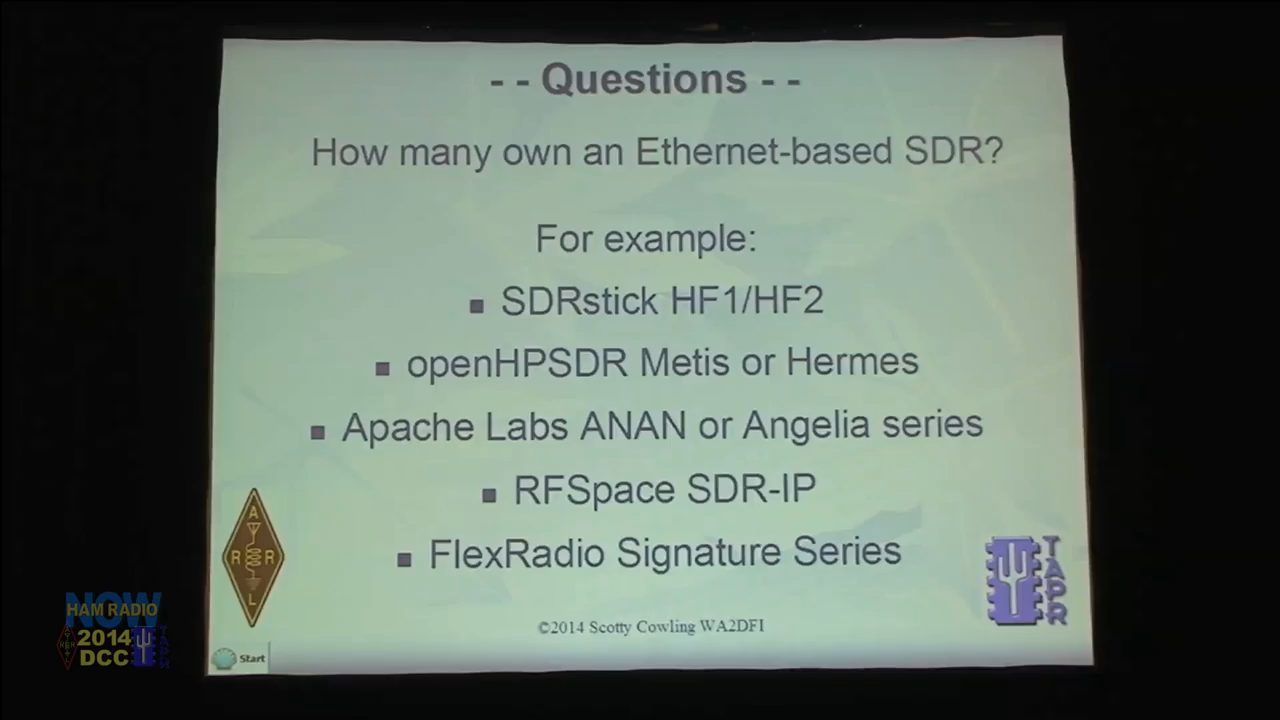 - - Questions - -
How many own an Ethernet-based SDR?
For example:
■ SDRstick HF1/HF2
■ openHPSDR Metis or Hermes
■ Apache Labs ANAN or Angelia series
■ RFSpace SDR-IP
■ FlexRadio Signature Series
A
R R
L
TAPR
©2014 Scotty Cowling WA2DFI
Start
NOW
HAM RADIO
2014
DCC
ARRL
TAPR